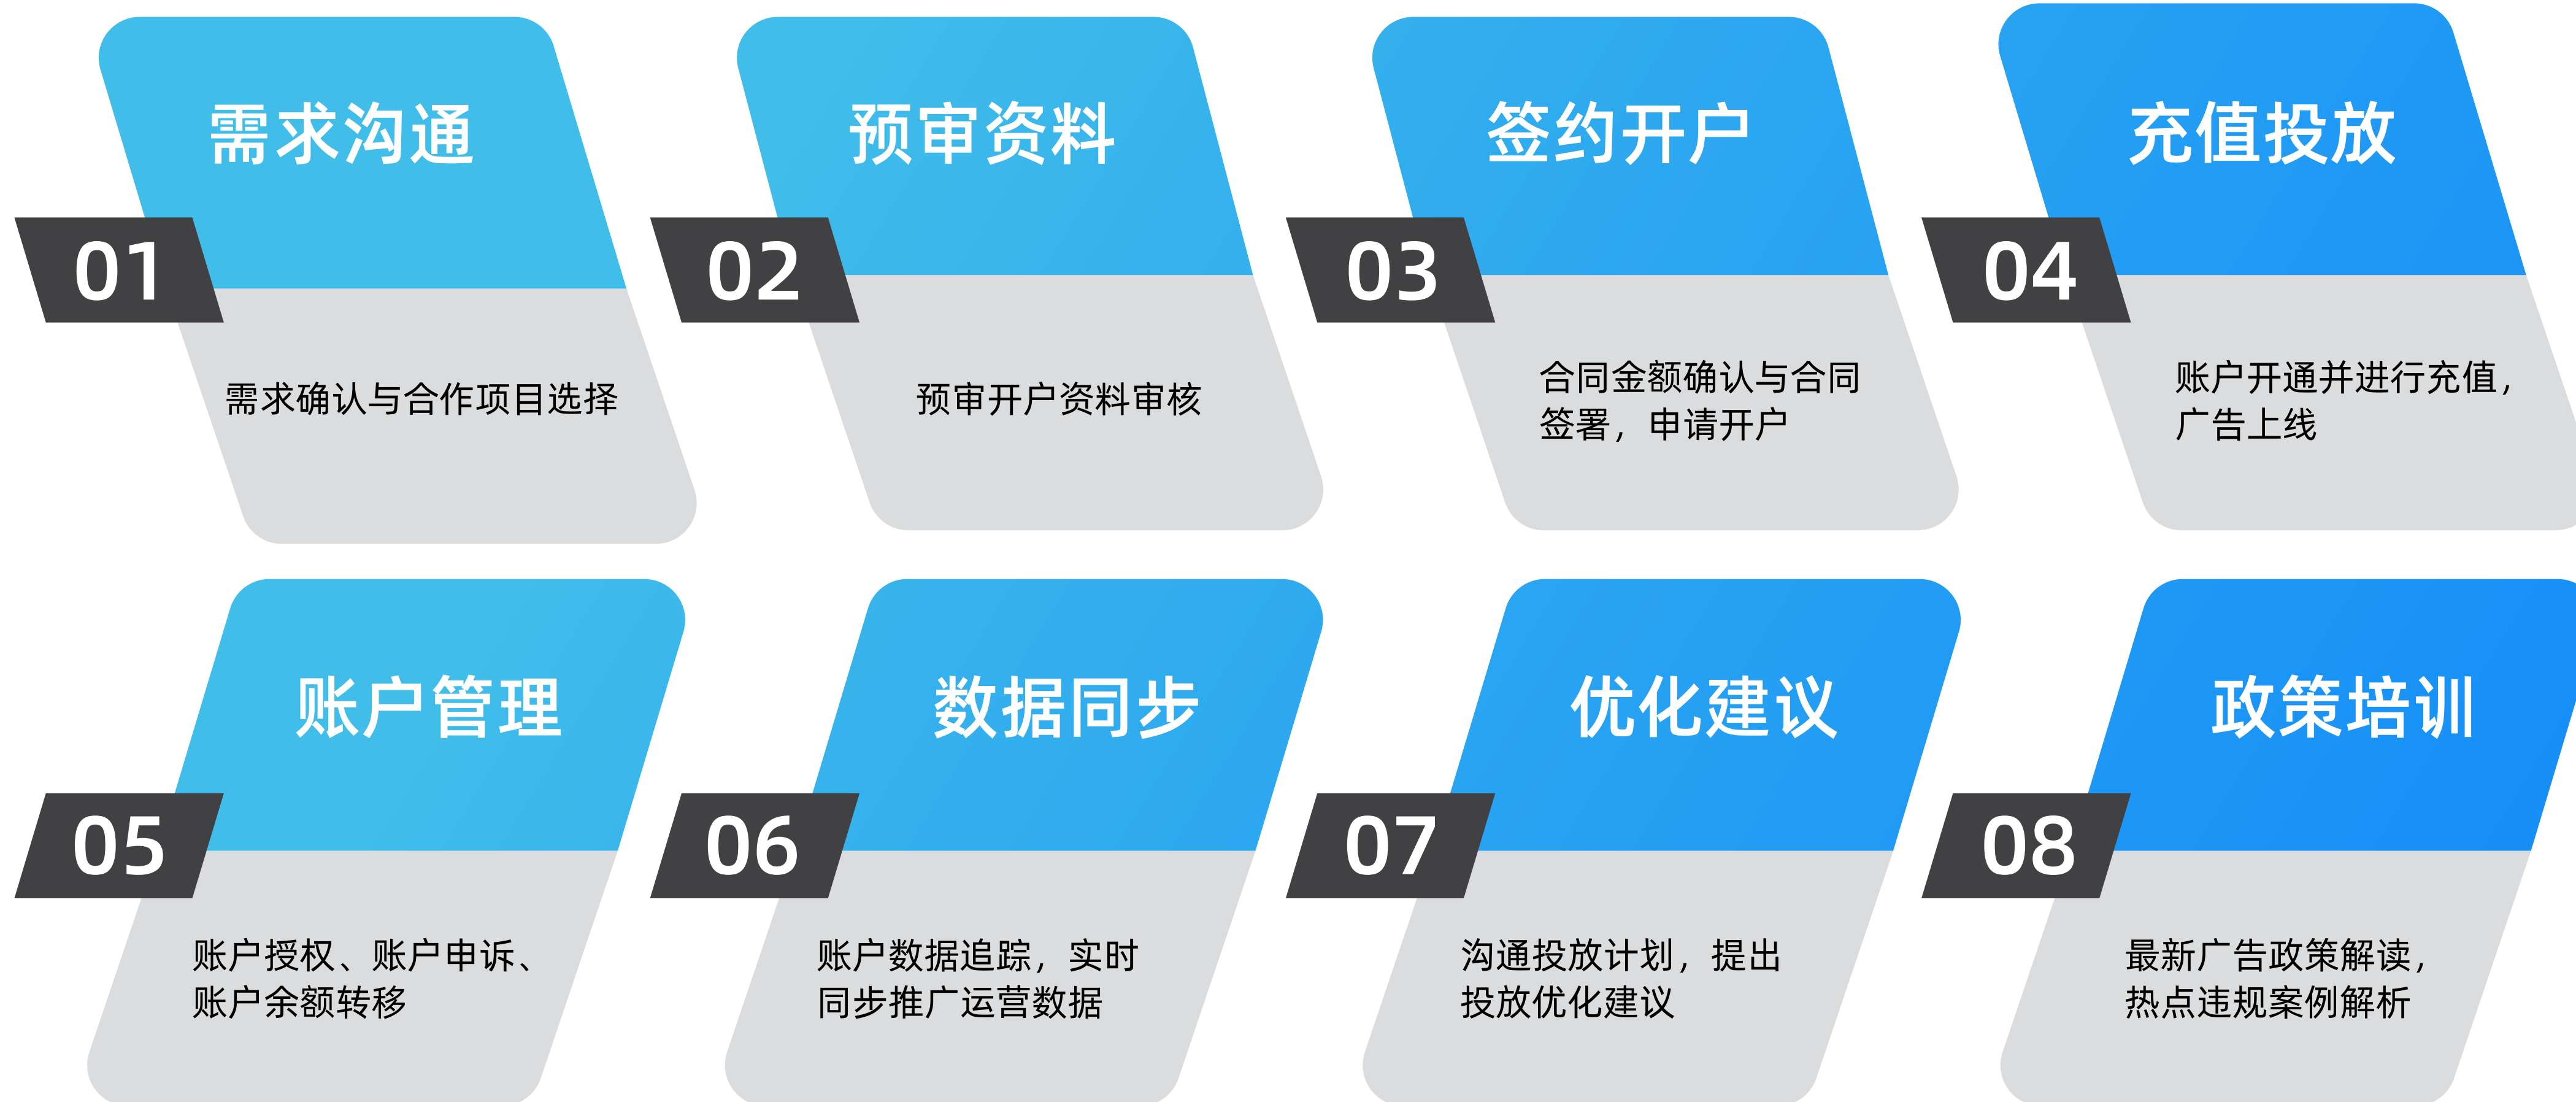 需求沟通
01
需求确认与合作项目选择
预审资料
02
预审开户资料审核
签约开户
03
合同金额确认与合同
签署，申请开户
充值投放
04
账户开通并进行充值，
广告上线
账户管理
05
账户授权、账户申诉、
账户余额转移
数据同步
06
账户数据追踪，实时
同步推广运营数据
优化建议
07
沟通投放计划，提出
投放优化建议
政策培训
08
最新广告政策解读，
热点违规案例解析